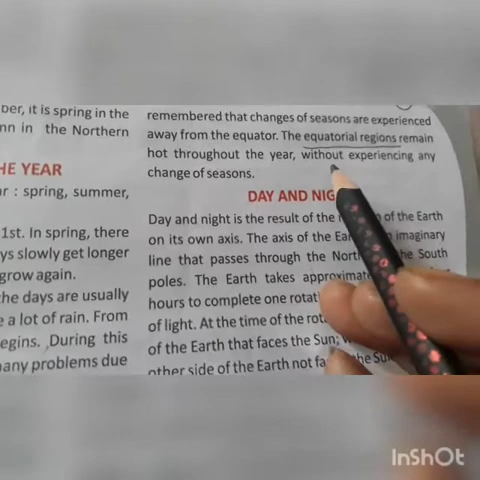 ber, it is spring in the
nn in the Northern
HE YEAR
ar : spring, summer,
1st. In spring, there
ys slowly get longer
grow again.
the days are usually
e a lot of rain. From
egins. During this
many problems due
remembered that changes of seasons are experienced
away from the equator. The equatorial regions remain
hot throughout the year, without experiencing any
change of seasons.
DAY AND NIG
Day and night is the result of the of the Earth
on its own axis. The axis of the Ear imaginary
line that passes through the North the South
poles. The Earth takes approximate
hours to complete one rotati
of light. At the time of the rot
of the Earth that faces the Sun;
other side of the Earth not fa the Sun
InShOt